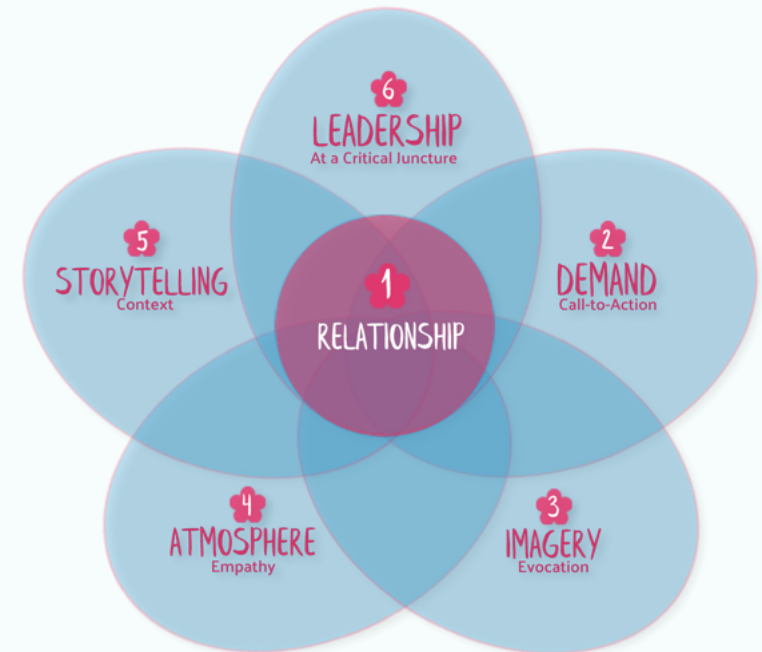 6
LEADERSHIP
At a Critical Juncture
5
STORYTELLING
Context
2
DEMAND
Call-to-Action
1
RELATIONSHIP
4
ATMOSPHERE
Empathy
3
IMAGERY
Evocation